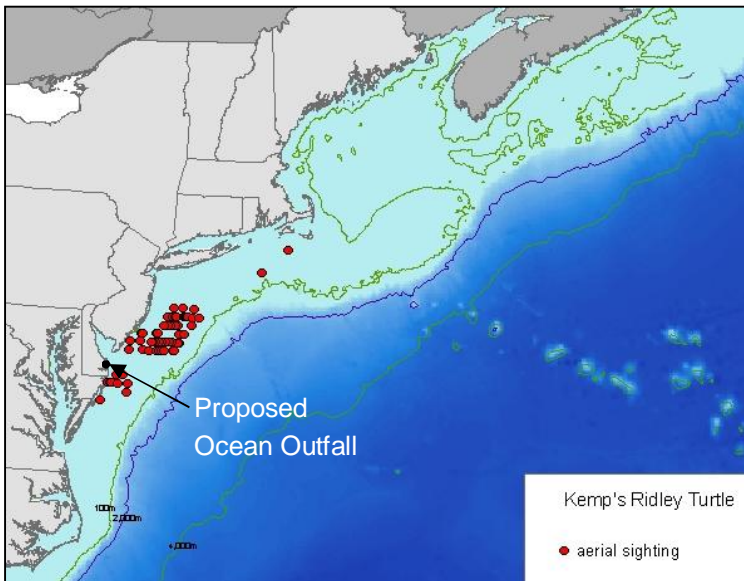 Proposed
Ocean Outfall
100m
2,000m
4,000m
Kemp's Ridley Turtle
aerial sighting